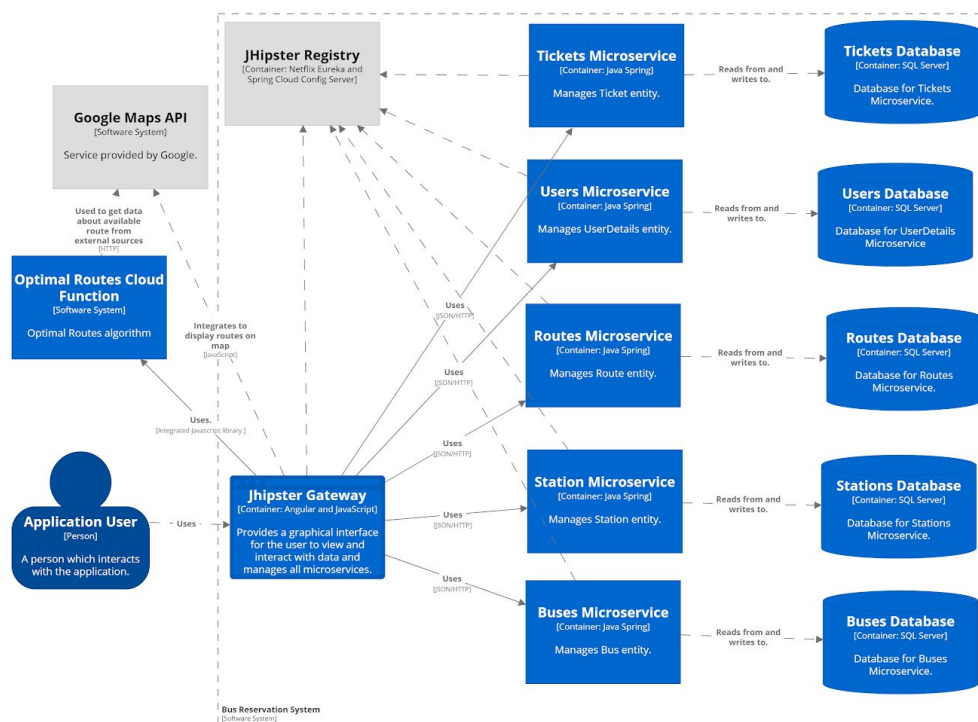 JHipster Registry
[Container: Netflix Eureka and
Spring Cloud Config Server]
Tickets Microservice
[Container: Java Spring]
Manages Ticket entity.
Reads from and
writes to.
Tickets Database
[Container: SQL Server]
Database for Tickets
Microservice.
Google Maps API
[Software System]
Service provided by Google.
Users Microservice
[Container: Java Spring]
Manages UserDetails entity.
Reads from and
writes to.
Users Database
[Container: SQL Server]
Database for UserDetails
Microservice
Used to get data
about available
route from
external sources
[HTTP]
Optimal Routes Cloud
Function
[Software System]
Optimal Routes algorithm
Integrates to
display routes on
map
[JavaScript]
Uses
[JSON/HTTP]
Routes Microservice
[Container: Java Spring]
Manages Route entity.
Reads from and
writes to.
Routes Database
[Container: SQL Server]
Database for Routes
Microservice.
Uses
[JSON/HTTP]
Uses.
[Integrated Javascript library.]
Uses
[JSON/HTTP]
Station Microservice
[Container: Java Spring]
Manages Station entity.
Reads from and
writes to.
Stations Database
[Container: SQL Server]
Database for Stations
Microservice.
Application User
[Person]
A person which interacts
with the application.
Uses
Jhipster Gateway
[Container: Angular and JavaScript]
Provides a graphical interface
for the user to view and
interact with data and
manages all microservices.
Uses
[JSON/HTTP]
Uses
[JSON/HTTP]
Buses Microservice
[Container: Java Spring]
Manages Bus entity.
Reads from and
writes to.
Buses Database
[Container: SQL Server]
Database for Buses
Microservice.
Bus Reservation System
[Software System]